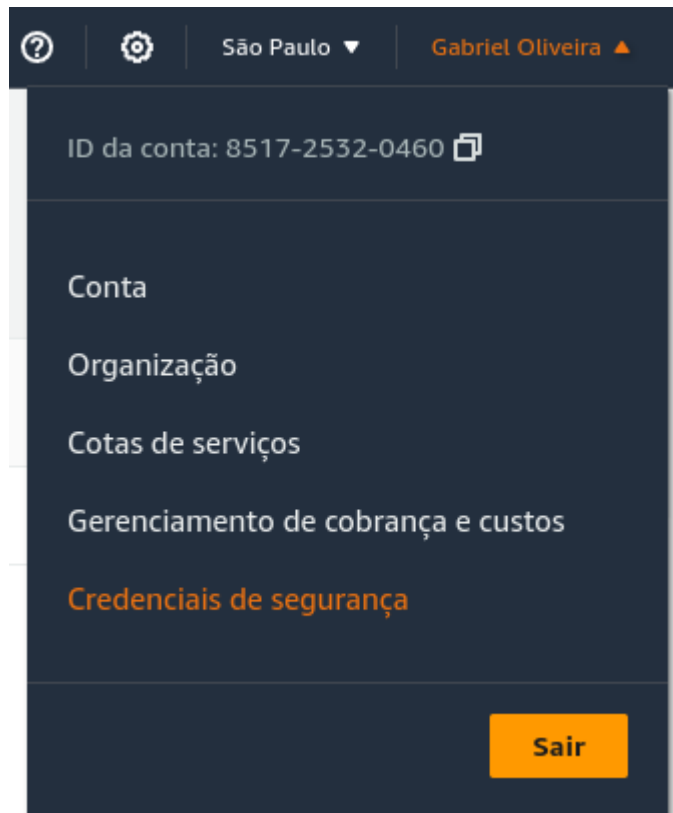 São Paulo Gabriel Oliveira
ID da conta: 8517-2532-0460
Conta
Organização
Cotas de serviços
Gerenciamento de cobrança e custos
Credenciais de segurança
Sair